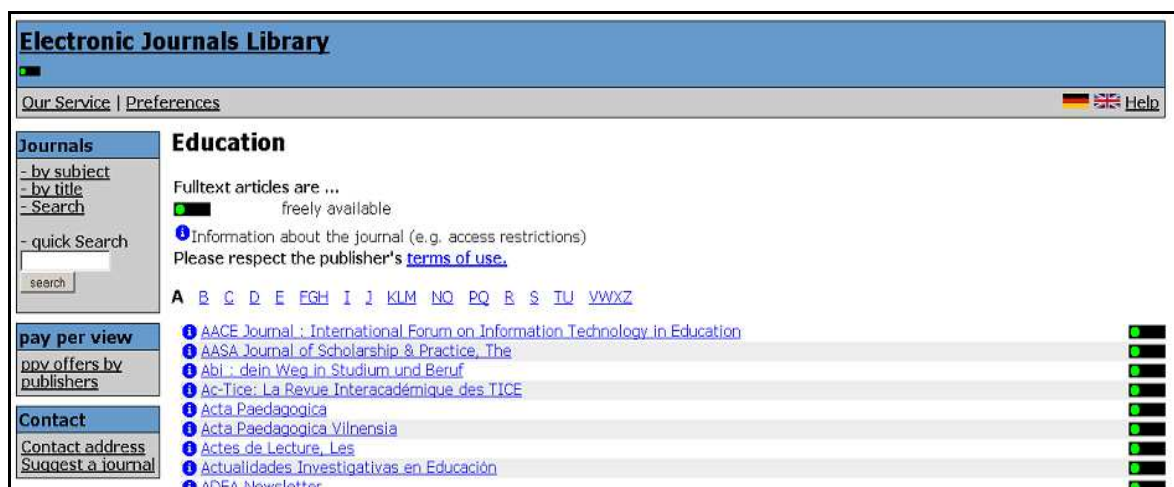 Electronic Journals Library
Our Service | Preferences
Help
Journals
- by subject
- by title
- Search
- quick Search
search
pay per view
ppv offers by
publishers
Contact
Contact address
Suggest a journal
Education
Fulltext articles are ...
freely available
Information about the journal (e.g. access restrictions)
Please respect the publisher's terms of use.
A B C D E FGH I J KLM NO PQ R S TU VWXZ
AACE Journal : International Forum on Information Technology in Education
AASA Journal of Scholarship & Practice, The
Abi : dein Weg in Studium und Beruf
Ac-Tice: La Revue Interacadémique des TICE
Acta Paedagogica
Acta Paedagogica Vilnensia
Actes de Lecture, Les
Actualidades Investigativas en Educación
ADEA Newsletter